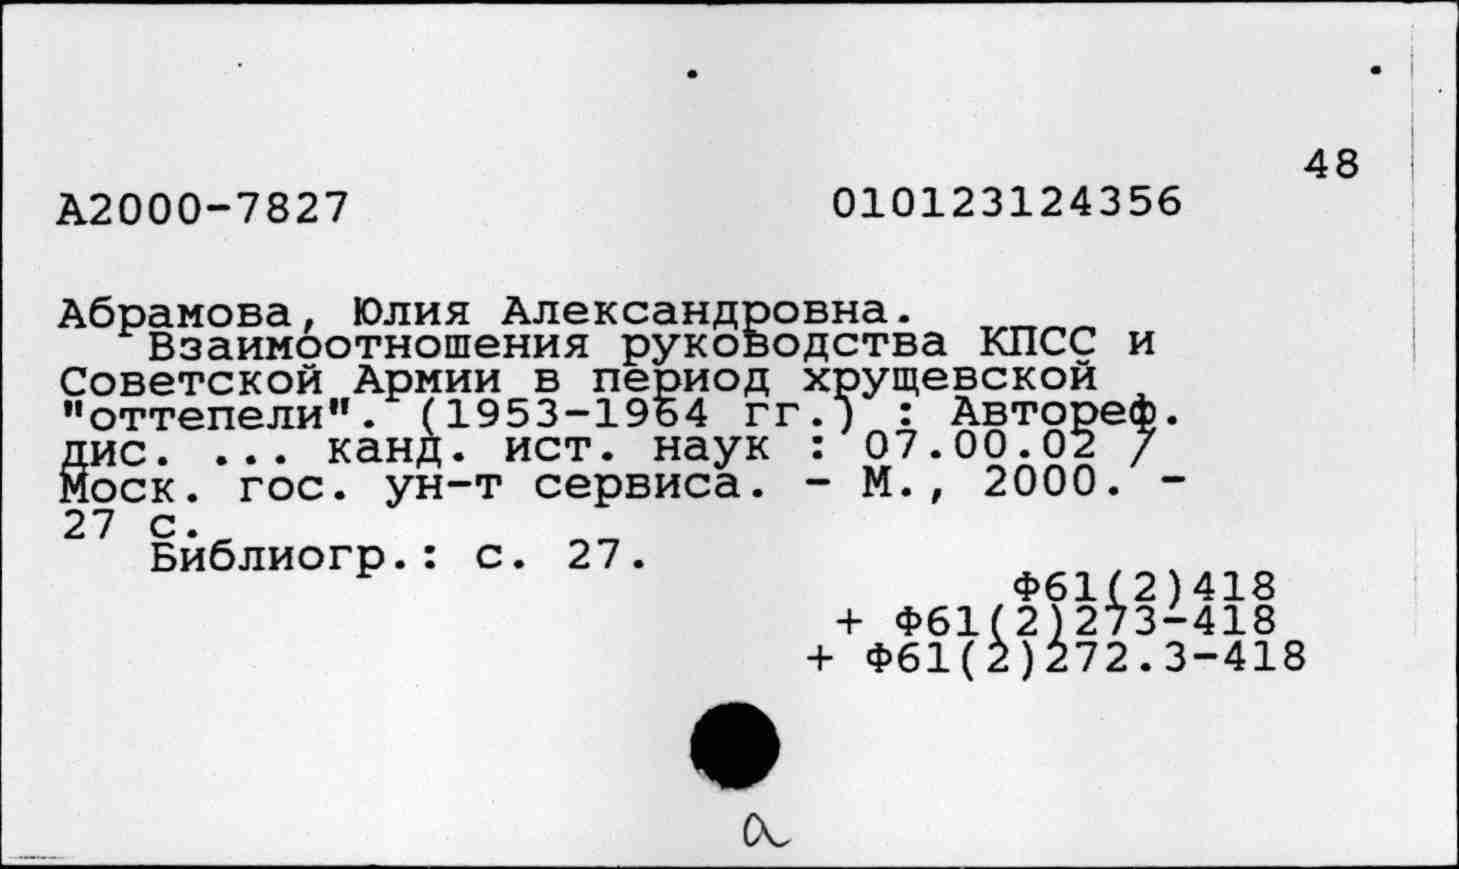 48
А2000-7827 010123124356
Абрамова, Юлия Александровна.
Взаимоотношения руководства КПСС и
Советской Армии в период хрущевской
"оттепели". (1953-1964 гг.) : Автореф.
дис. ... канд. ист. наук : 07.00.02 /
Моск. гос. ун-т сервиса. - М., 2000. -
27 с.
Библиогр.: с. 27.
Ф61(2)418
+ Ф61(2)273-418
+ Ф61(2)272.3-418
а